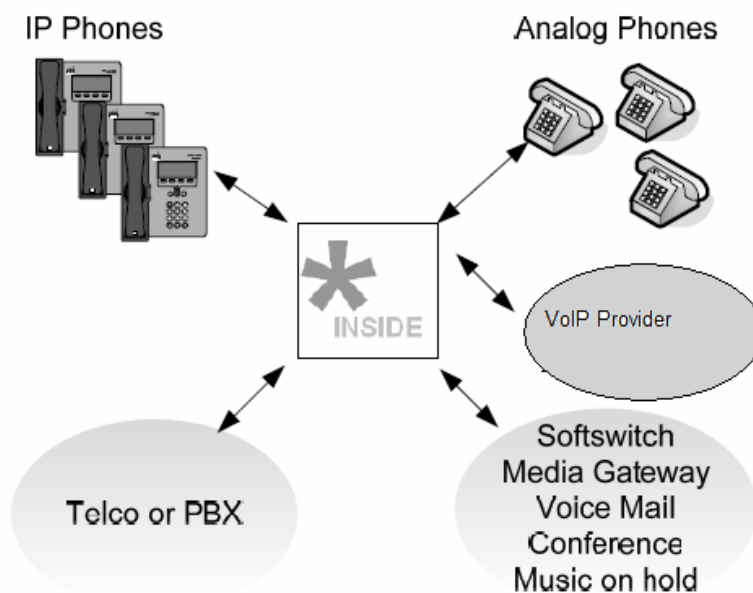 IP Phones
Analog Phones
INSIDE
VoIP Provider
Telco or PBX
Softswitch
Media Gateway
Voice Mail
Conference
Music on hold